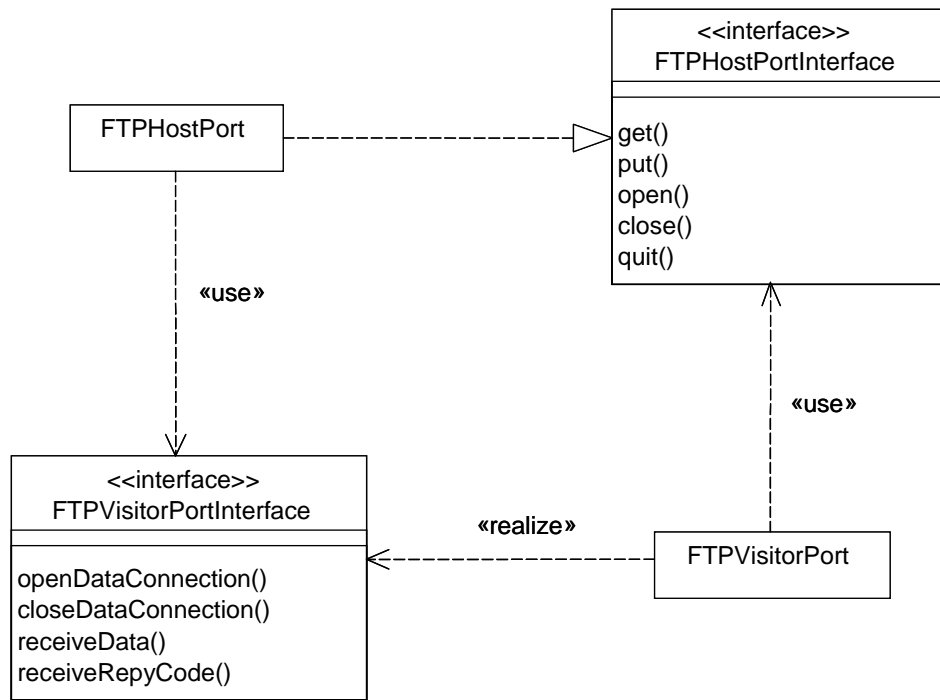 <<interface>>
FTPHostPortInterface
get()
put()
open()
close()
quit()
FTPHostPort
«use»
«use»
<<interface>>
FTPVisitorPortInterface
openDataConnection()
closeDataConnection()
receiveData()
receiveRepyCode()
«realize»
FTPVisitorPort